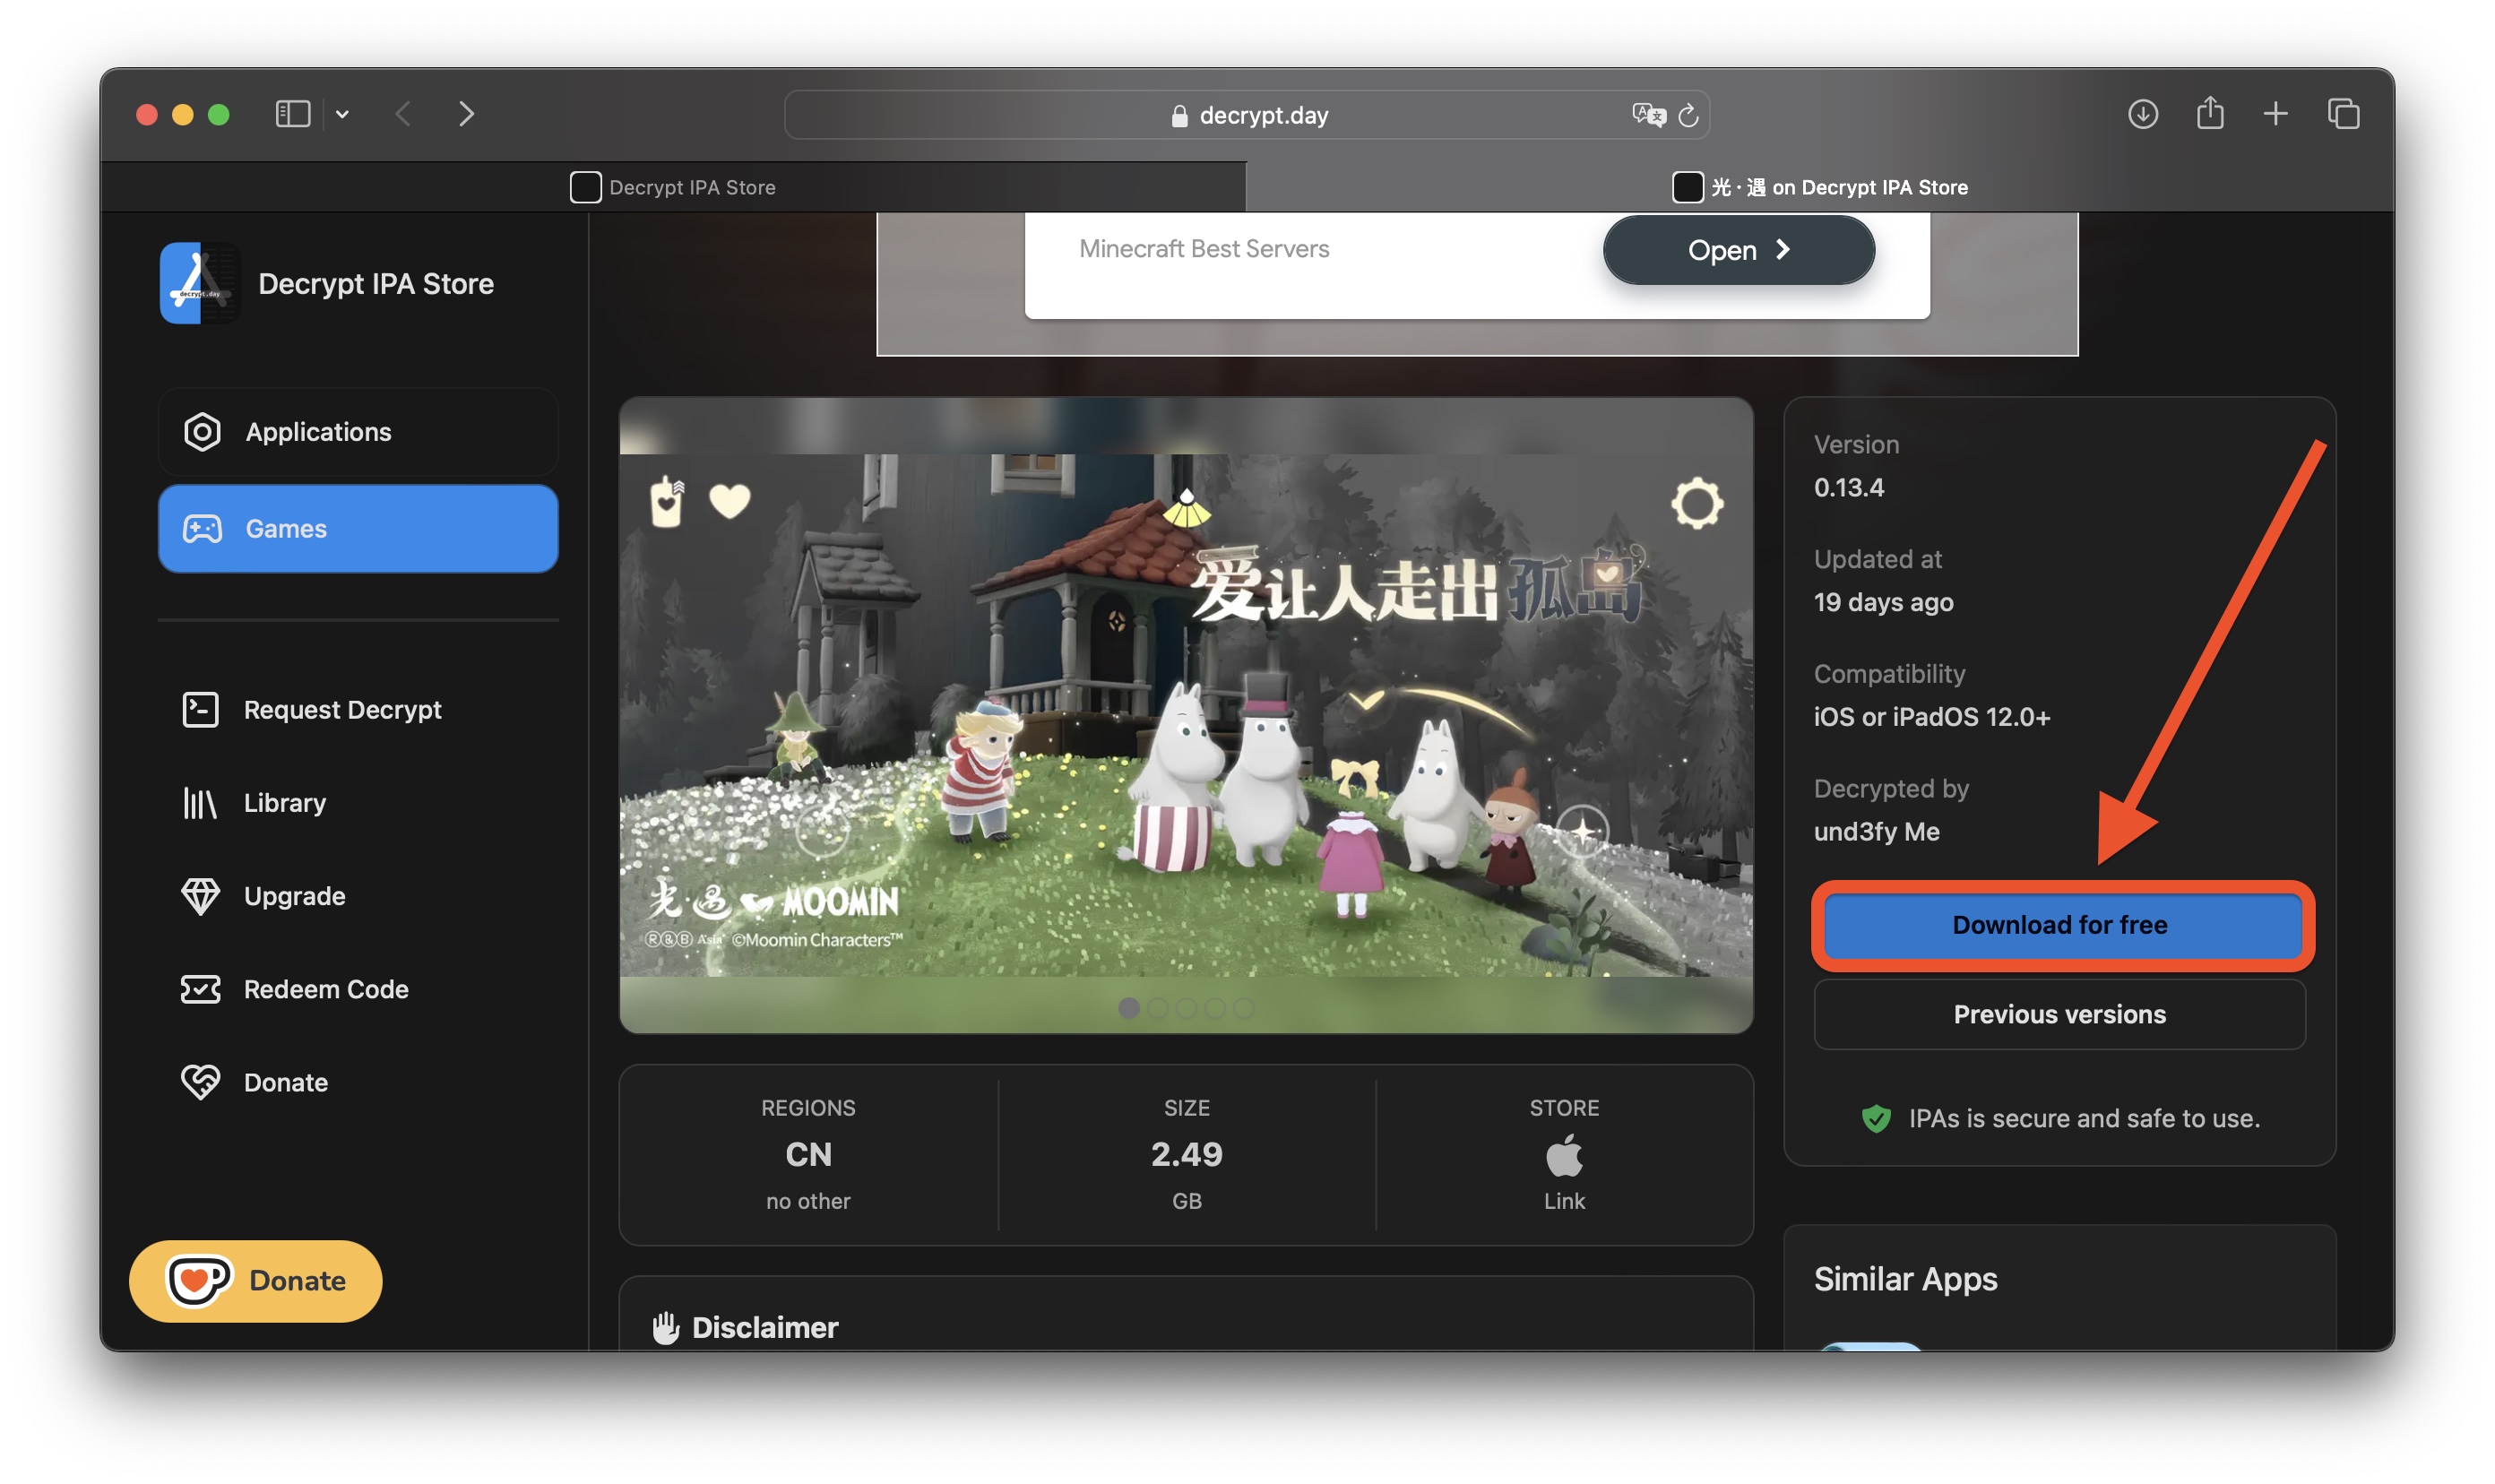 decrypt.day
Decrypt IPA Store
光·遇 on Decrypt IPA Store
decrypt.day
Decrypt IPA Store
Applications
Games
Request Decrypt
Library
Upgrade
Redeem Code
Donate
Donate
Minecraft Best Servers
Open
爱让人走出孤岛
光·遇 MOOMIN
R&B Asia ©Moomin Characters™
REGIONS
CN
no other
SIZE
2.49
GB
STORE
Link
Disclaimer
Version
0.13.4
Updated at
19 days ago
Compatibility
iOS or iPadOS 12.0+
Decrypted by
und3fy Me
Download for free
Previous versions
IPAs is secure and safe to use.
Similar Apps